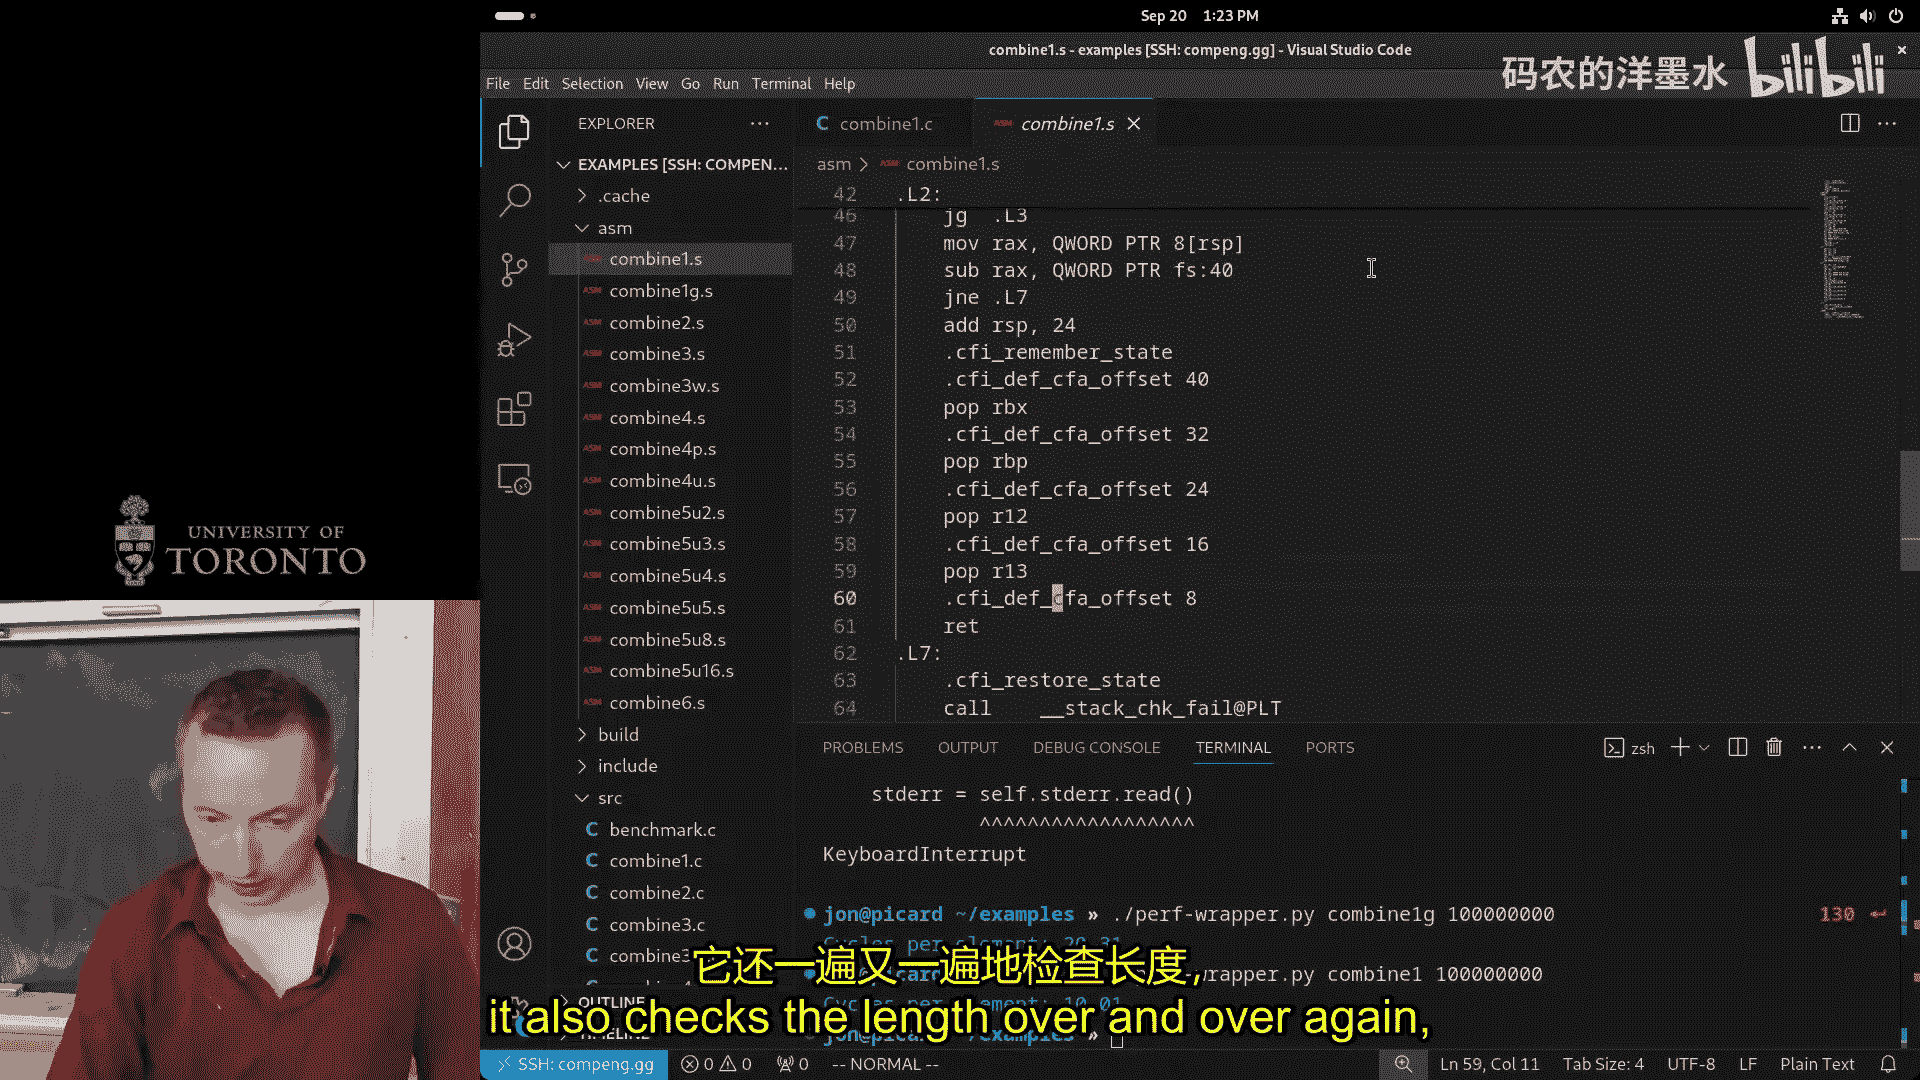 Sep 20 1:23 PM
combine1.s - examples [SSH: compeng.gg] - Visual Studio Code
码农的洋墨水 bilibili
File Edit Selection View Go Run Terminal Help
EXPLORER
EXAMPLES [SSH: COMPEN...
.cache
asm
combine1.s
combine1g.s
combine2.s
combine3.s
combine3w.s
combine4.s
combine4p.s
combine4u.s
combine5u2.s
combine5u3.s
combine5u4.s
combine5u5.s
combine5u8.s
combine5u16.s
combine6.s
build
include
src
benchmark.c
combine1.c
combine2.c
combine3.c
OUTLINE
combine1.c
combine1.s
asm > combine1.s
42 .L2:
46 jg .L3
47 mov rax, QWORD PTR 8[rsp]
48 sub rax, QWORD PTR fs:40
49 jne .L7
50 add rsp, 24
51 .cfi_remember_state
52 .cfi_def_cfa_offset 40
53 pop rbx
54 .cfi_def_cfa_offset 32
55 pop rbp
56 .cfi_def_cfa_offset 24
57 pop r12
58 .cfi_def_cfa_offset 16
59 pop r13
60 .cfi_def_cfa_offset 8
61 ret
62 .L7:
63 .cfi_restore_state
64 call __stack_chk_fail@PLT
PROBLEMS OUTPUT DEBUG CONSOLE TERMINAL PORTS
zsh
stderr = self.stderr.read()
^^^^^^^^^^^^^^^^^^
KeyboardInterrupt
jon@picard ~/examples » ./perf-wrapper.py combine1g 100000000 130 ↵
wrapper.py combine1 100000000
jon@picard ~/examples »
它还一遍又一遍地检查长度,
it also checks the length over and over again,
SSH: compeng.gg 0 0 0 -- NORMAL -- Ln 59, Col 11 Tab Size: 4 UTF-8 LF Plain Text
UNIVERSITY OF
TORONTO